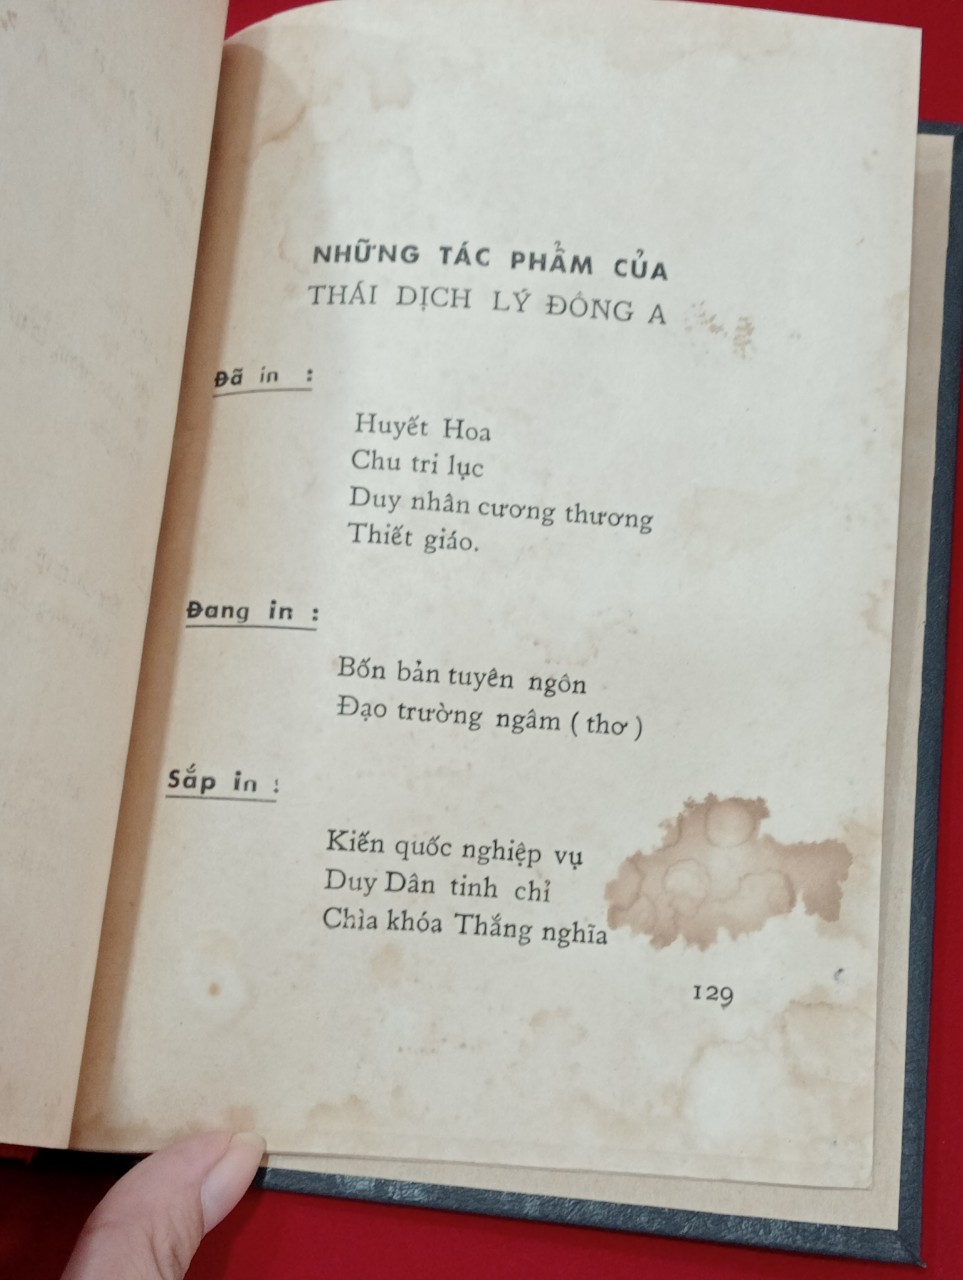 NHỮNG TÁC PHẨM CỦA
THÁI DỊCH LÝ ĐÔNG A
Đã in :
Huyết Hoa
Chu tri lục
Duy nhân cương thường
Thiết giáo.
Đang in :
Bốn bản tuyên ngôn
Đạo trường ngâm ( thơ )
Sắp in :
Kiến quốc nghiệp vụ
Duy Dân tinh chỉ
Chìa khóa Thắng nghĩa
129